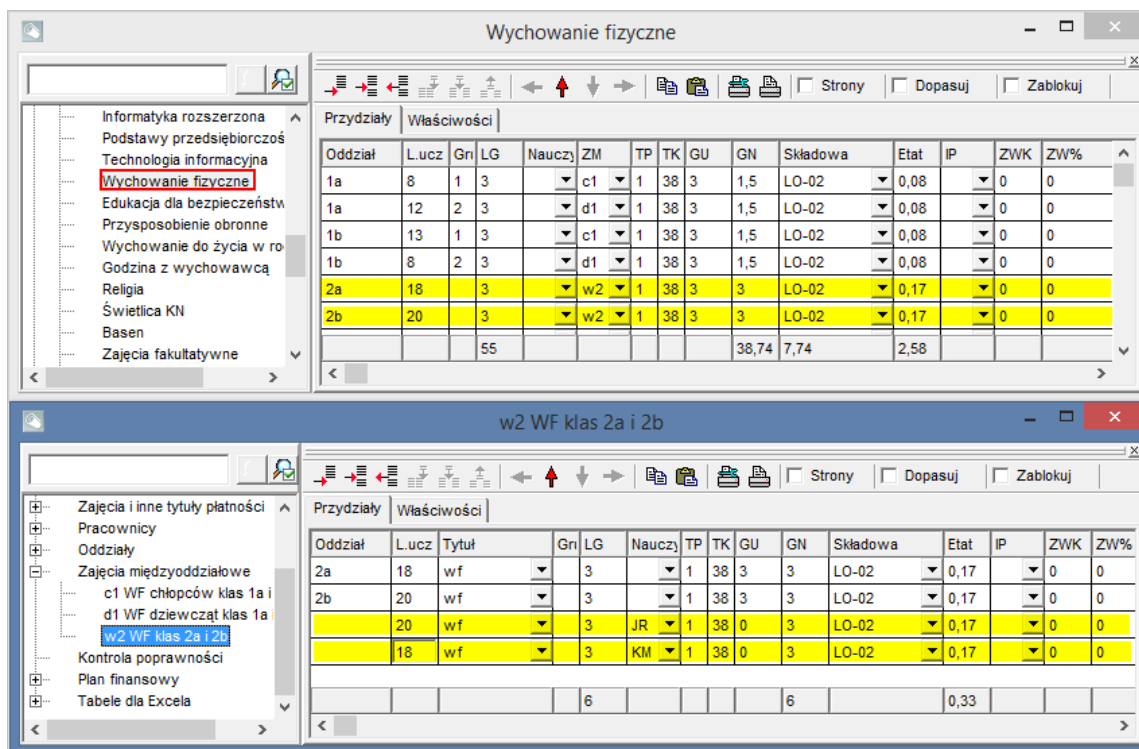 Wychowanie fizyczne
Strony Dopasuj Zablokuj
Informatyka rozszerzona
Podstawy przedsiębiorczoś
Technologia informacyjna
Wychowanie fizyczne
Edukacja dla bezpieczeństw
Przysposobienie obronne
Wychowanie do życia w ro
Godzina z wychowawcą
Religia
Świetlica KN
Basen
Zajęcia fakultatywne
Przydziały Właściwości
Oddział L.ucz Gru LG Nauczy ZM TP TK GU GN Składowa Etat IP ZWK ZW%
1a 8 1 3 c1 1 38 3 1,5 LO-02 0,08 0 0
1a 12 2 3 d1 1 38 3 1,5 LO-02 0,08 0 0
1b 13 1 3 c1 1 38 3 1,5 LO-02 0,08 0 0
1b 8 2 3 d1 1 38 3 1,5 LO-02 0,08 0 0
2a 18 3 w2 1 38 3 3 LO-02 0,17 0 0
2b 20 3 w2 1 38 3 3 LO-02 0,17 0 0
55 38,74 7,74 2,58
w2 WF klas 2a i 2b
Strony Dopasuj Zablokuj
Zajęcia i inne tytuły płatności
Pracownicy
Oddziały
Zajęcia międzyoddziałowe
c1 WF chłopców klas 1a i
d1 WF dziewcząt klas 1a i
w2 WF klas 2a i 2b
Kontrola poprawności
Plan finansowy
Tabele dla Excela
Przydziały Właściwości
Oddział L.ucz Tytuł Gru LG Nauczy TP TK GU GN Składowa Etat IP ZWK ZW%
2a 18 wf 3 1 38 3 3 LO-02 0,17 0 0
2b 20 wf 3 1 38 3 3 LO-02 0,17 0 0
20 wf 3 JR 1 38 0 3 LO-02 0,17 0 0
18 wf 3 KM 1 38 0 3 LO-02 0,17 0 0
6 6 0,33